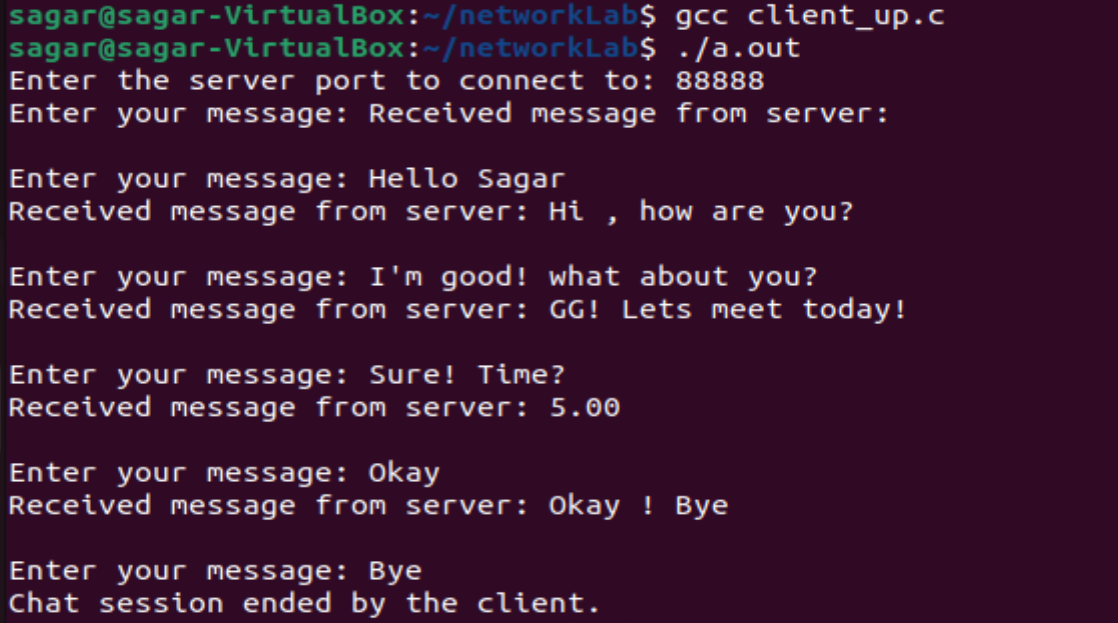 sagar@sagar-VirtualBox:~/networkLab$ gcc client_up.c
sagar@sagar-VirtualBox:~/networkLab$ ./a.out
Enter the server port to connect to: 88888
Enter your message: Received message from server:
Enter your message: Hello Sagar
Received message from server: Hi , how are you?
Enter your message: I'm good! what about you?
Received message from server: GG! Lets meet today!
Enter your message: Sure! Time?
Received message from server: 5.00
Enter your message: Okay
Received message from server: Okay ! Bye
Enter your message: Bye
Chat session ended by the client.